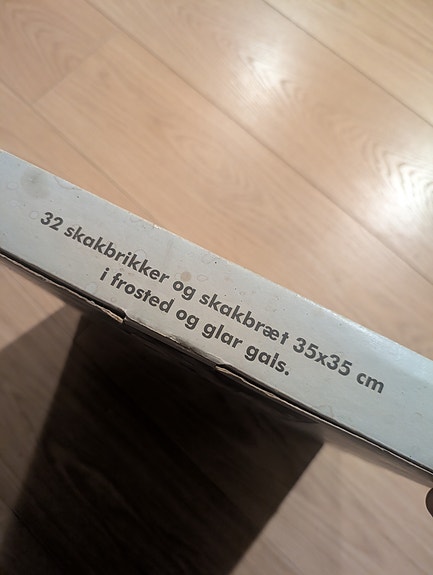 32 skakbrikker og skakbræt 35x35 cm
i frosted og glar gals.